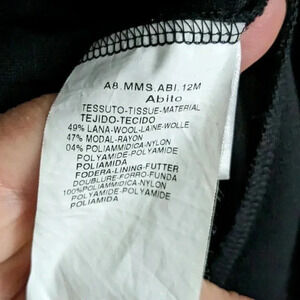 A8.MMS.ABI.12M
Abito
TESSUTO-TISSUE-MATERIAL
TEJIDO-TECIDO
49% LANA-WOOL-LAINE-WOLLE
47% MODAL-RAYON
04% POLIAMMIDICA-NYLON
POLYAMIDE-POLYAMIDE
POLIAMIDA
FODERA-LINING-FUTTER
DOUBLURE-FORRO-FUNDA
100%POLIAMMIDICA-NYLON
POLYAMIDE-POLYAMIDE
POLIAMIDA